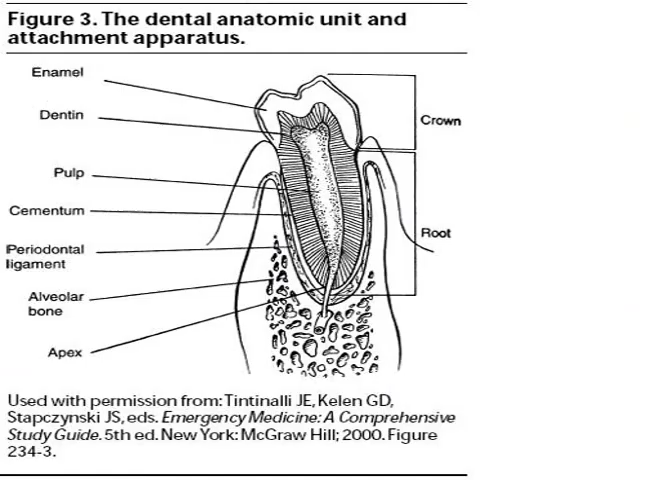 Figure 3. The dental anatomic unit and
attachment apparatus.
Enamel
Dentin
Crown
Pulp
Cementum
Root
Periodontal
ligament
Alveolar
bone
Apex
Used with permission from: Tintinalli JE, Kelen GD,
Stapczynski JS, eds. Emergency Medicine: A Comprehensive
Study Guide. 5th ed. New York: McGraw Hill; 2000. Figure
234-3.